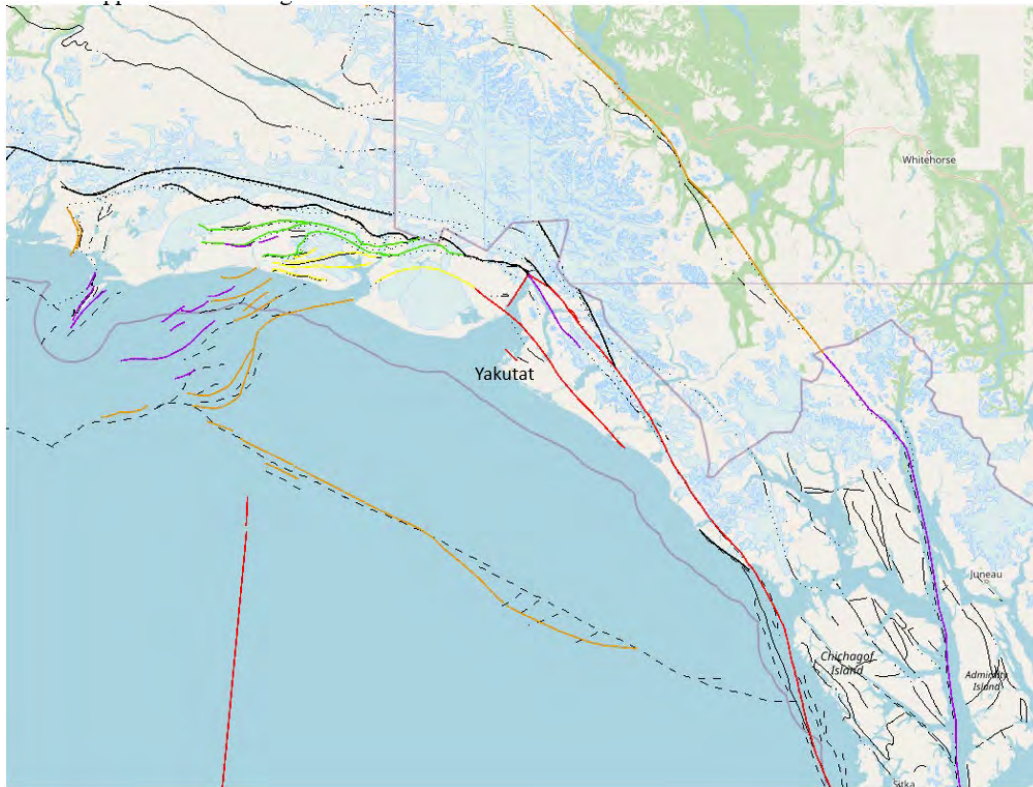 Whitehorse
Yakutat
Juneau
Chichagof
Island
Admiralty
Island
Sitka